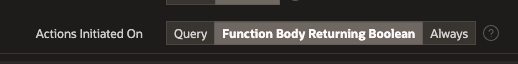 Actions Initiated On Query Function Body Returning Boolean Always ?